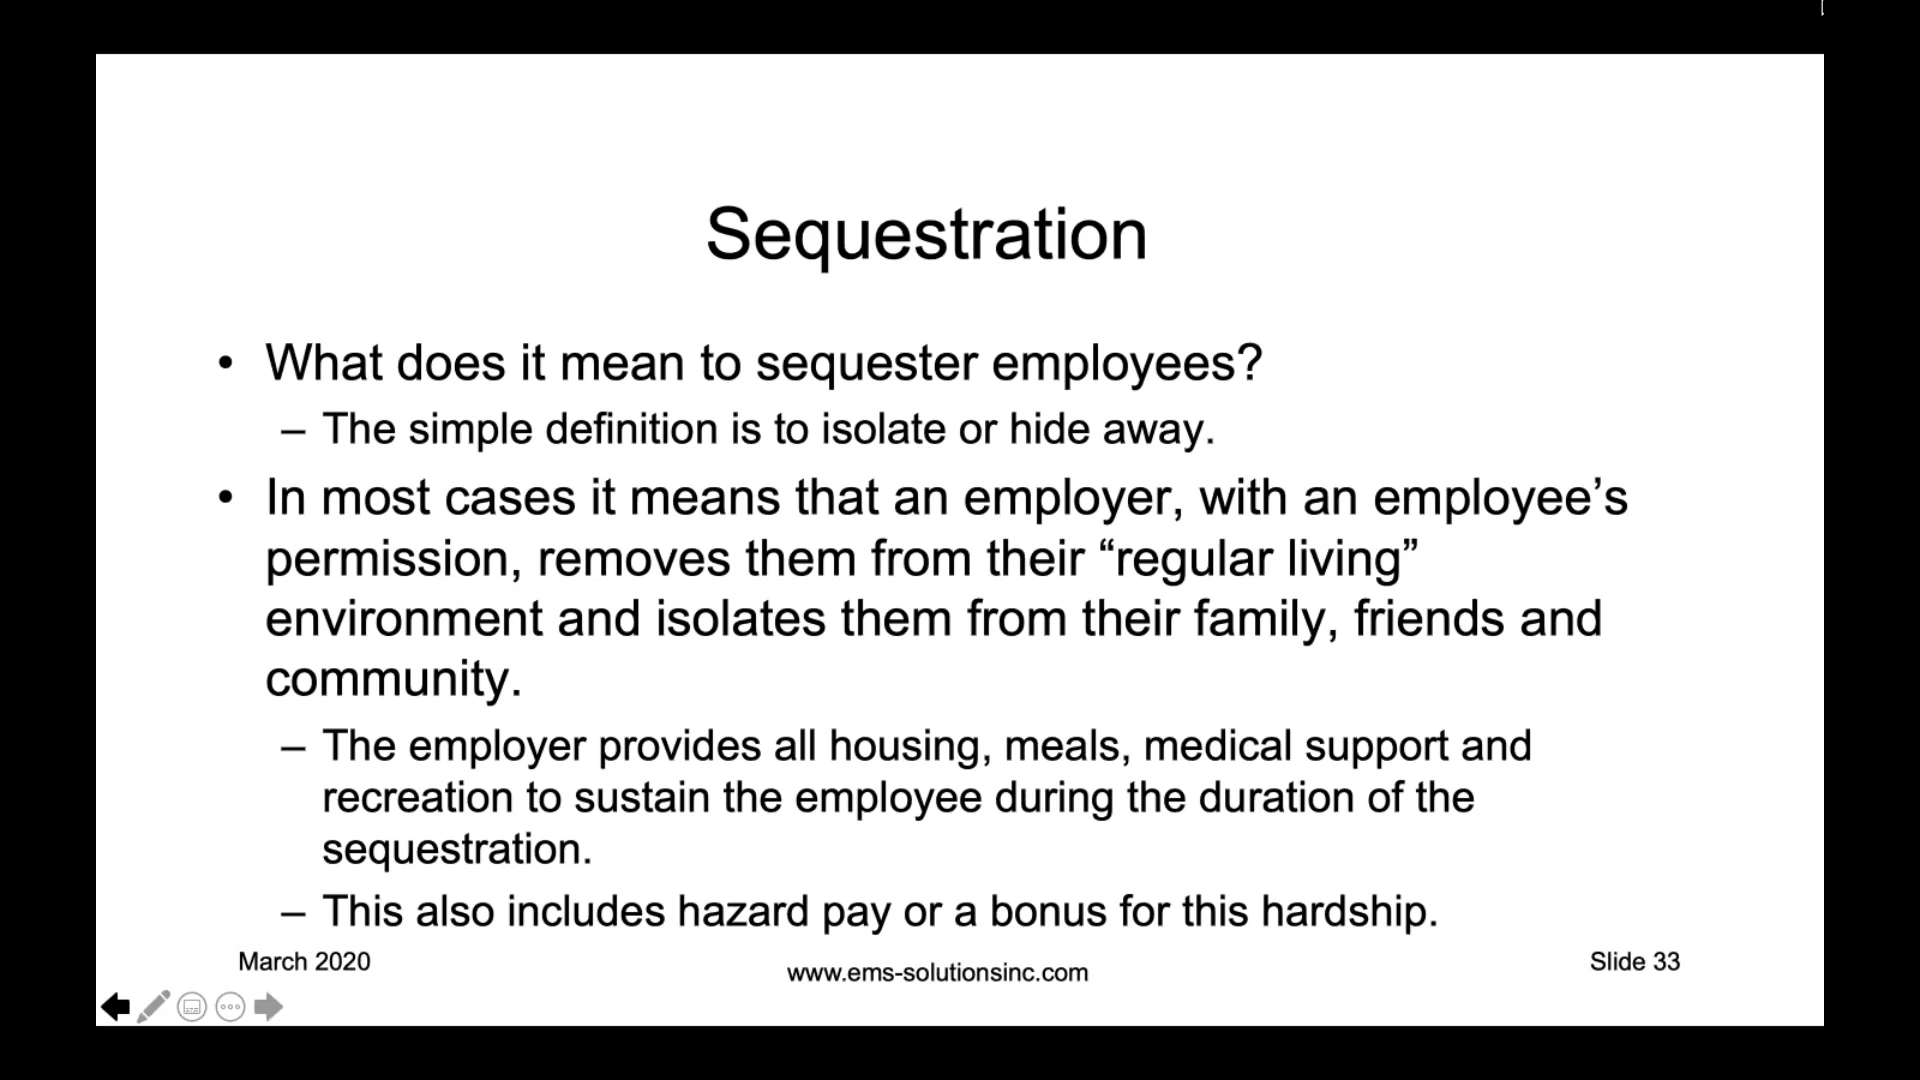 Sequestration
• What does it mean to sequester employees?
– The simple definition is to isolate or hide away.
• In most cases it means that an employer, with an employee’s
permission, removes them from their “regular living”
environment and isolates them from their family, friends and
community.
– The employer provides all housing, meals, medical support and
recreation to sustain the employee during the duration of the
sequestration.
– This also includes hazard pay or a bonus for this hardship.
March 2020
www.ems-solutionsinc.com
Slide 33